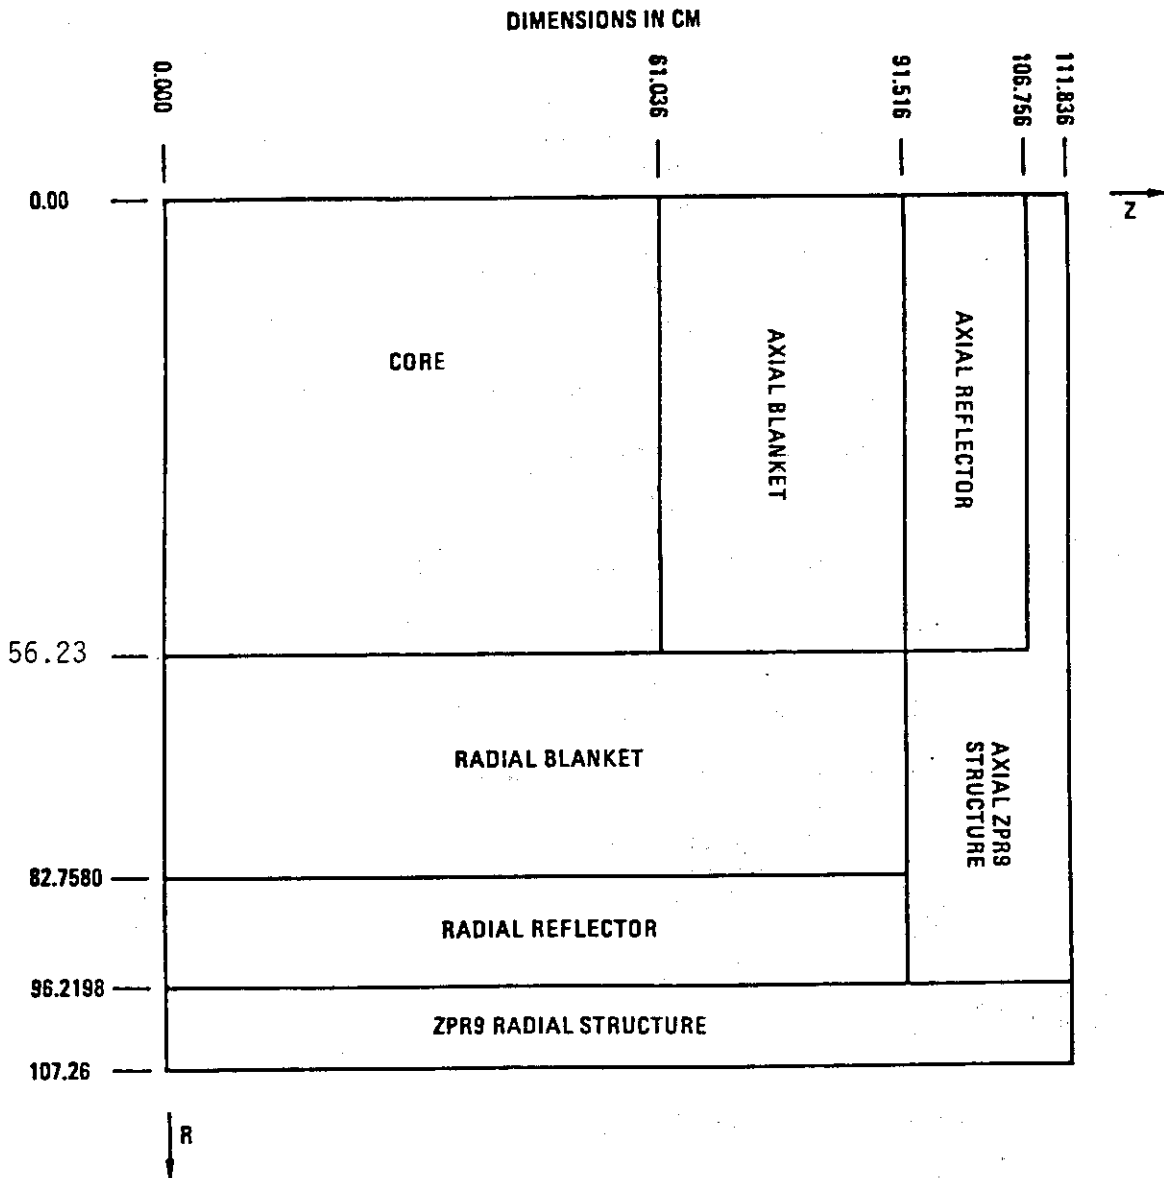 DIMENSIONS IN CM
0.000
61.036
91.516
106.756
111.836
0.00
Z
CORE
AXIAL BLANKET
AXIAL REFLECTOR
56.23
RADIAL BLANKET
AXIAL ZPR9
STRUCTURE
82.7580
RADIAL REFLECTOR
96.2198
ZPR9 RADIAL STRUCTURE
107.26
R